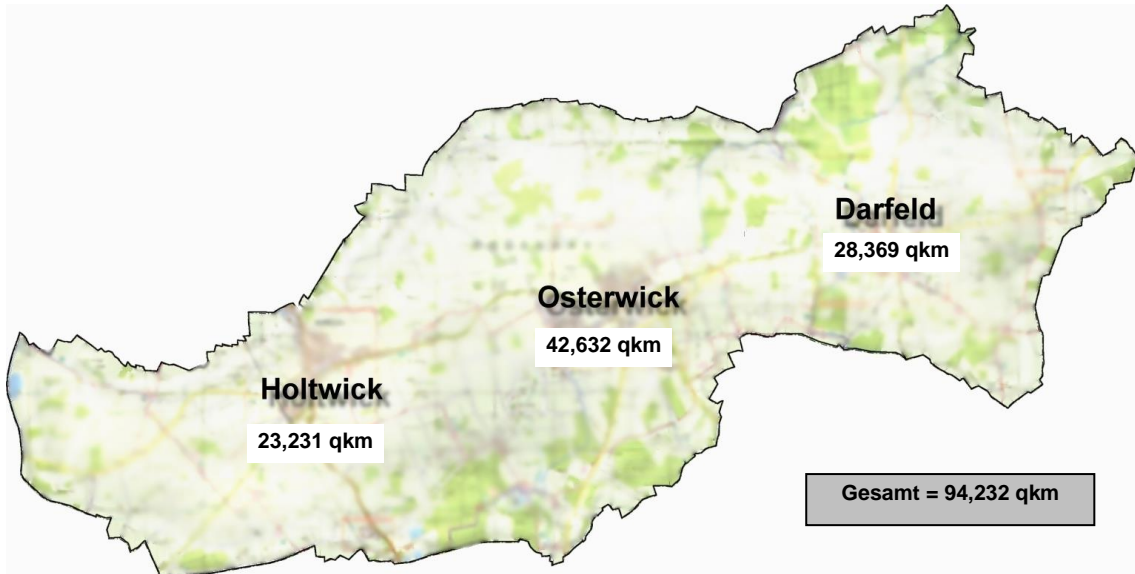 Darfeld
28,369 qkm
Osterwick
42,632 qkm
Holtwick
23,231 qkm
Gesamt = 94,232 qkm